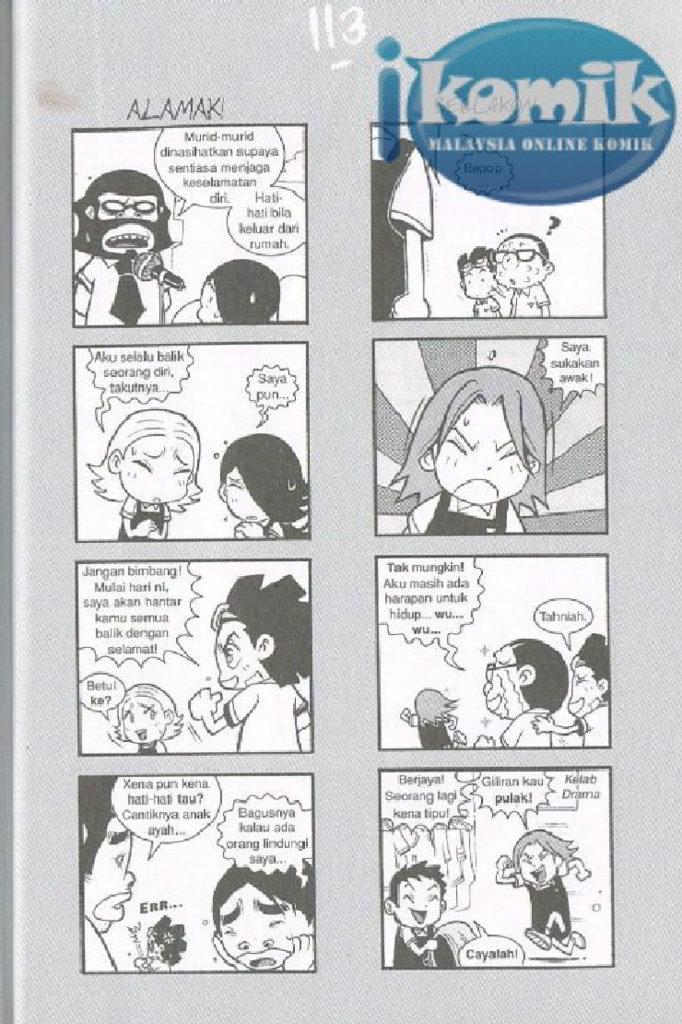 113
ikomik
MALAYSIA ONLINE KOMIK
ALAMAK!
Murid-murid
dinasihatkan supaya
sentiasa menjaga
keselamatan
diri.
Hati-
hati bila
keluar dari
rumah.
Aku selalu balik
seorang diri,
takutnya...
Saya
pun...
Jangan bimbang!
Mulai hari ni,
saya akan hantar
kamu semua
balik dengan
selamat!
Betul
ke?
Xena pun kena
hati-hati tau?
Cantiknya anak
ayah...
Bagusnya
kalau ada
orang lindungi
saya...
ERR...
Bepop
?
Saya
sukakan
awak!
Tak mungkin!
Aku masih ada
harapan untuk
hidup... wu...
wu...
Tahniah.
Berjaya!
Seorang lagi
kena tipu!
Giliran kau
pulak!
Kelab
Drama
Cayalah!